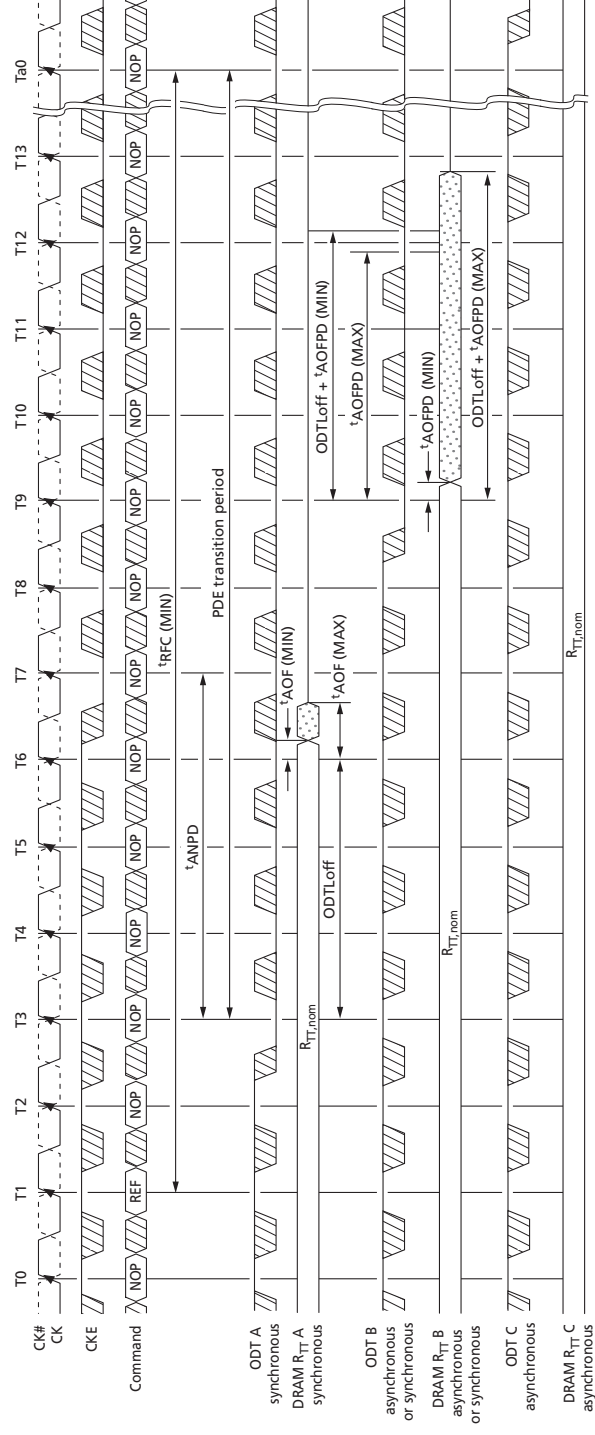 T0 T1 T2 T3 T4 T5 T6 T7 T8 T9 T10 T11 T12 T13 Ta0
CK#
CK
CKE
Command NOP REF NOP NOP NOP NOP NOP NOP NOP NOP NOP NOP NOP NOP NOP
tRFC (MIN)
tANPD
PDE transition period
ODT A
synchronous
tAOF (MIN)
DRAM RTT A
synchronous
RTT,nom
ODTLoff
tAOF (MAX)
ODTLoff + tAOFPD (MIN)
tAOFPD (MAX)
ODT B
asynchronous
or synchronous
tAOFPD (MIN)
DRAM RTT B
asynchronous
or synchronous
RTT,nom
ODTLoff + tAOFPD (MAX)
ODT C
asynchronous
DRAM RTT C
asynchronous
RTT,nom